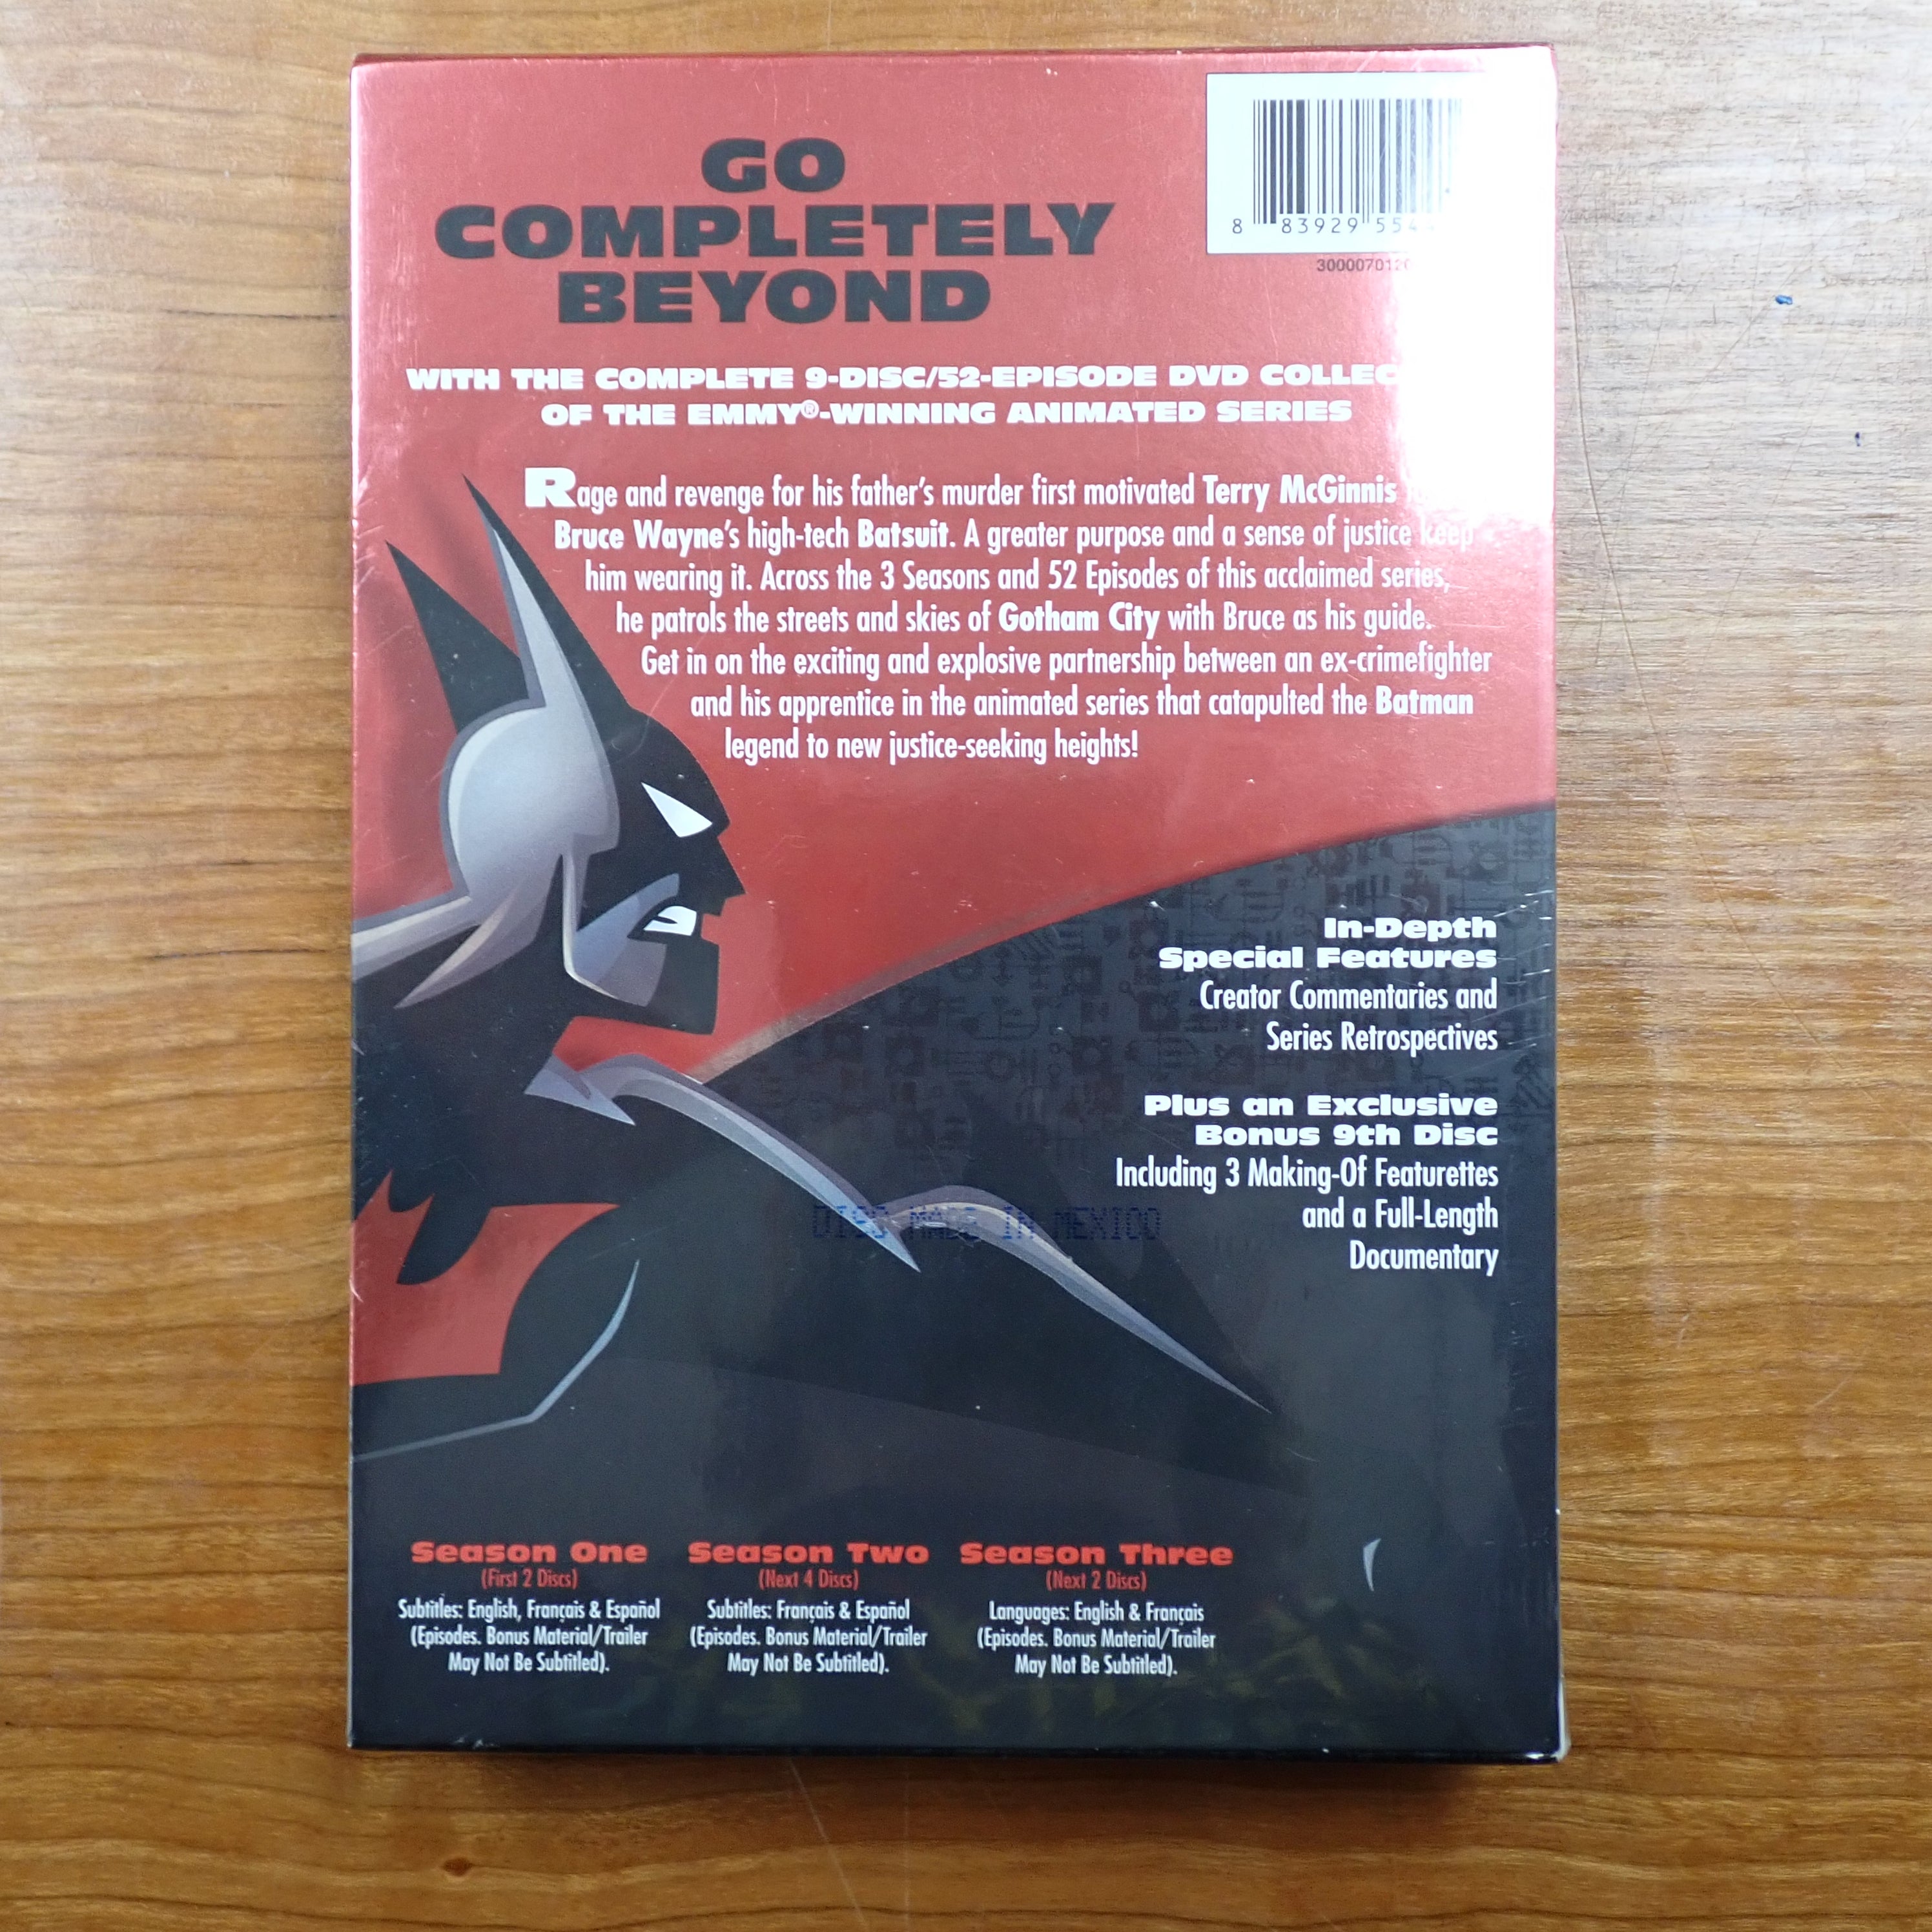 GO
COMPLETELY
BEYOND
8 83929 554
3000070120
WITH THE COMPLETE 9-DISC/52-EPISODE DVD
OF THE EMMY®-WINNING ANIMATED SERIES
Rage and revenge for his father's murder first motivated Terry McGinnis
Bruce Wayne's high-tech Batsuit. A greater purpose and a sense of justice keep
him wearing it. Across the 3 Seasons and 52 Episodes of this acclaimed series,
he patrols the streets and skies of Gotham City with Bruce as his guide.
Get in on the exciting and explosive partnership between an ex-crimefighter
and his apprentice in the animated series that catapulted the Batman
legend to new justice-seeking heights!
In-Depth
Special Features
Creator Commentaries and
Series Retrospectives
Plus an Exclusive
Bonus 9th Disc
Including 3 Making-Of Featurettes
and a Full-Length
Documentary
DISC MADE IN MEXICO
Season One
(First 2 Discs)
Subtitles: English, Français & Español
(Episodes. Bonus Material/Trailer
May Not Be Subtitled).
Season Two
(Next 4 Discs)
Subtitles: Français & Español
(Episodes. Bonus Material/Trailer
May Not Be Subtitled).
Season Three
(Next 2 Discs)
Languages: English & Français
(Episodes. Bonus Material/Trailer
May Not Be Subtitled).